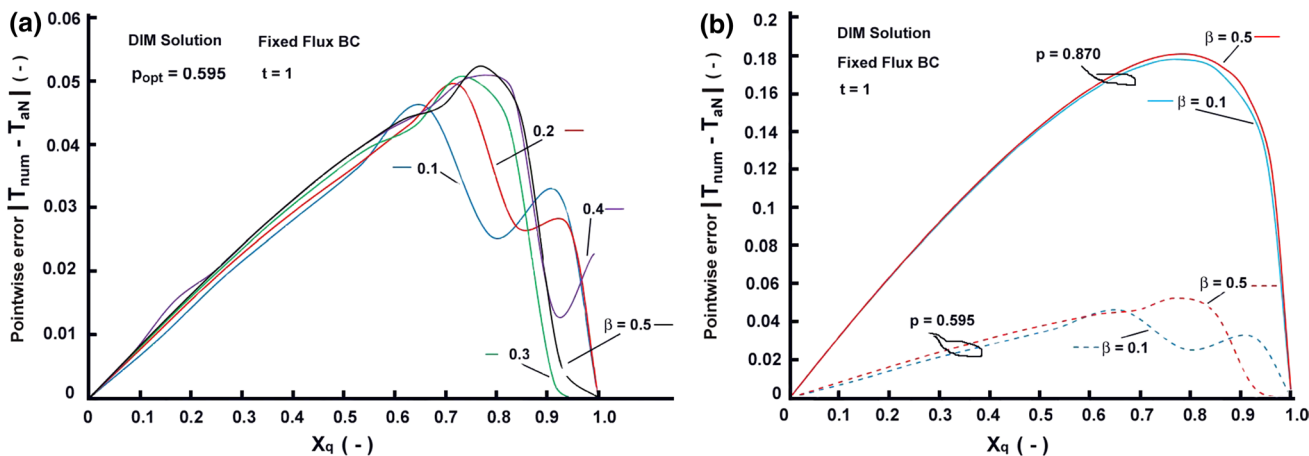 (a)
0.06
0.05
0.04
0.03
0.02
0.01
0
Pointwise error | T_num - T_aN | ( - )
DIM Solution Fixed Flux BC
p_opt = 0.595 t = 1
0.2
0.1
0.4
β = 0.5
0.3
0 0.1 0.2 0.3 0.4 0.5 0.6 0.7 0.8 0.9 1.0
X_q ( - )
(b)
0.2
0.18
0.16
0.14
0.12
0.1
0.08
0.06
0.04
0.02
0
Pointwise error | T_num - T_aN | ( - )
DIM Solution
Fixed Flux BC
t = 1
p = 0.870
β = 0.5
β = 0.1
β = 0.5
p = 0.595
β = 0.1
0 0.1 0.2 0.3 0.4 0.5 0.6 0.7 0.8 0.9 1.0
X_q ( - )